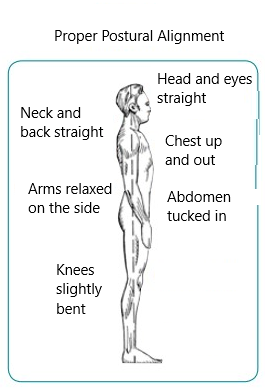 Proper Postural Alignment
Head and eyes
straight
Neck and
back straight
Chest up
and out
Arms relaxed
on the side
Abdomen
tucked in
Knees
slightly
bent